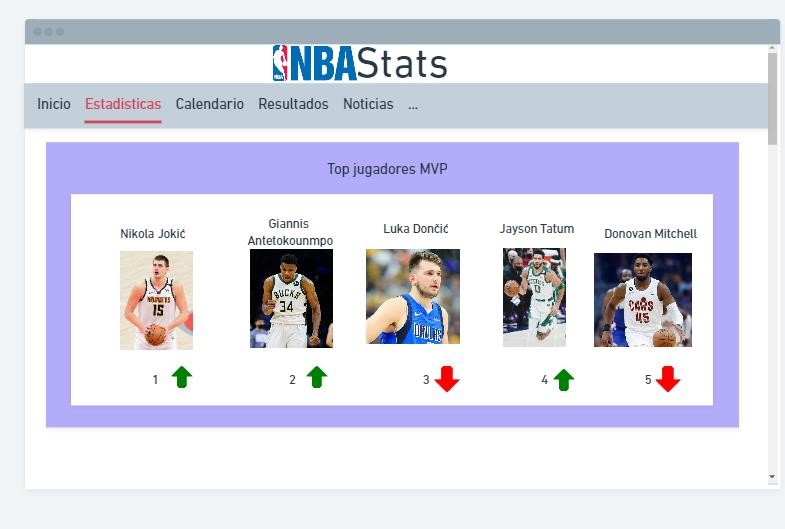 NBAStats
Inicio Estadisticas Calendario Resultados Noticias ...
Top jugadores MVP
Nikola Jokić
Giannis
Antetokounmpo
Luka Dončić
Jayson Tatum
Donovan Mitchell
NUGGETS
15
BUCKS
34
CAVS
45
1
2
3
4
5